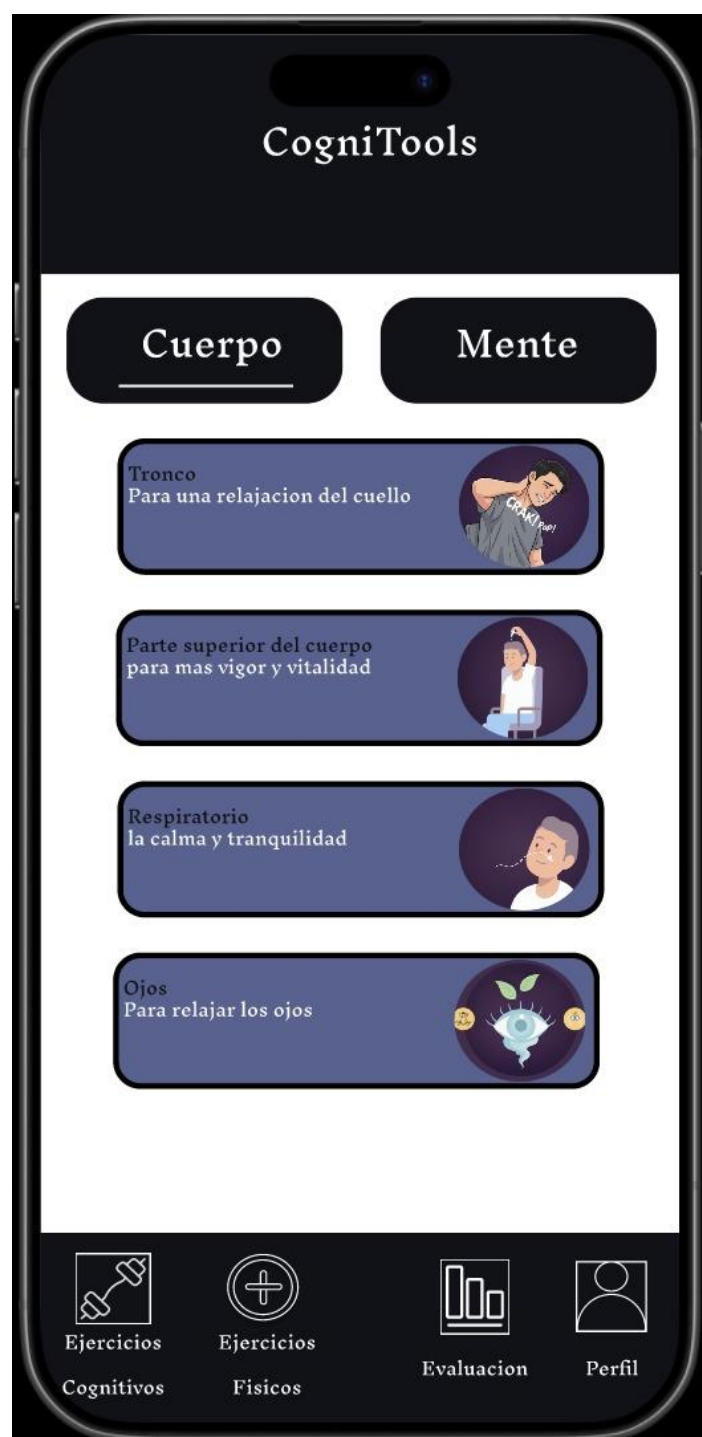 CogniTools
Cuerpo
Mente
Tronco
Para una relajacion del cuello
CRAK! Pop!
Parte superior del cuerpo
para mas vigor y vitalidad
Respiratorio
la calma y tranquilidad
Ojos
Para relajar los ojos
Ejercicios
Cognitivos
Ejercicios
Fisicos
Evaluacion
Perfil